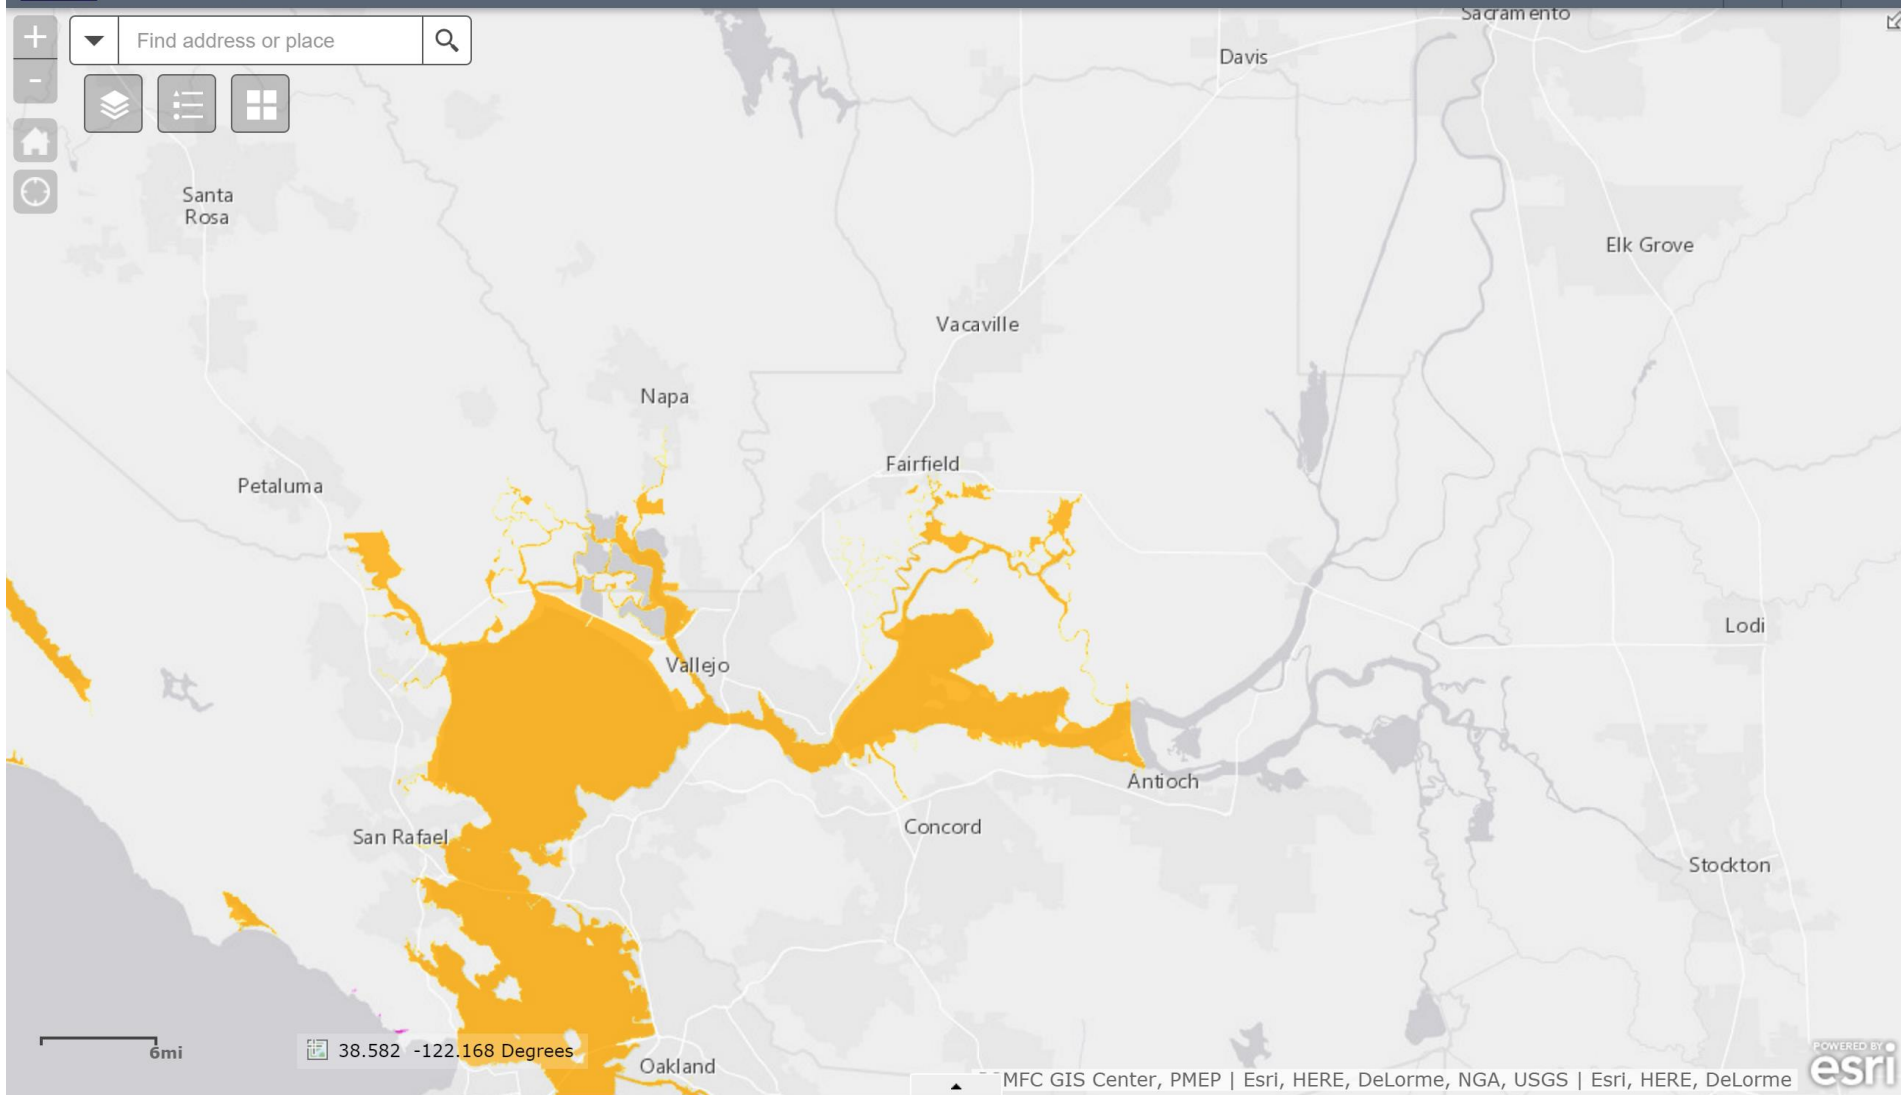 Sacramento
+
Find address or place
Davis
-
Santa
Rosa
Elk Grove
Vacaville
Napa
Fairfield
Petaluma
Lodi
Vallejo
Antioch
Concord
San Rafael
Stockton
6mi
38.582 -122.168 Degrees
Oakland
POWERED BY
esri
MFC GIS Center, PMEP | Esri, HERE, DeLorme, NGA, USGS | Esri, HERE, DeLorme